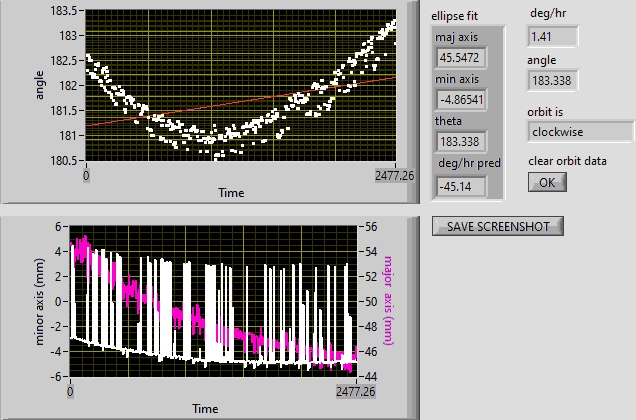 183.5
183
182.5
182
181.5
181
180.5
angle
0
2477.26
Time
ellipse fit
maj axis
45.5472
min axis
-4.86541
theta
183.338
deg/hr pred
-45.14
deg/hr
1.41
angle
183.338
orbit is
clockwise
clear orbit data
OK
SAVE SCREENSHOT
6
4
2
0
-2
-4
-6
minor axis (mm)
56
54
52
50
48
46
44
major axis (mm)
0
2477.26
Time